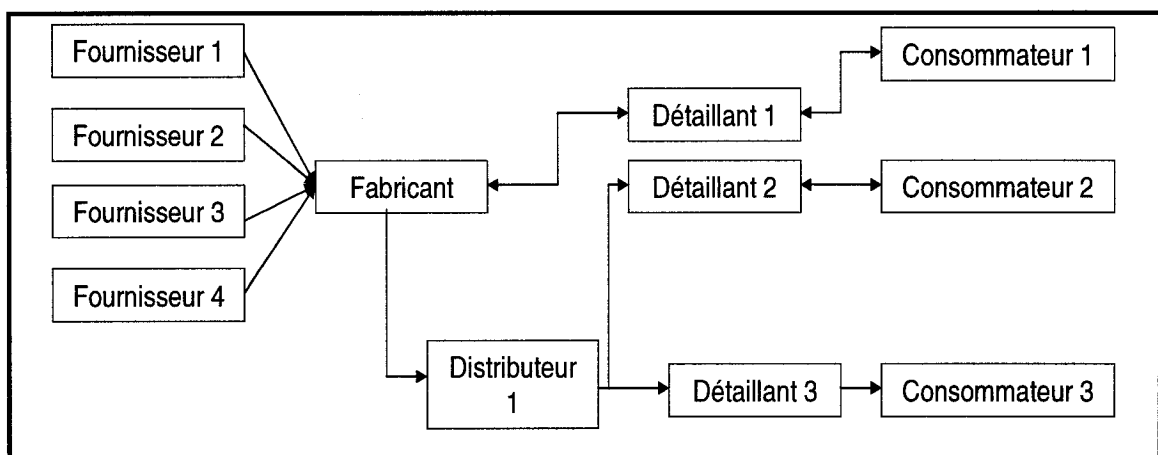 Fournisseur 1
Fournisseur 2
Fournisseur 3
Fournisseur 4
Fabricant
Distributeur
1
Détaillant 1
Détaillant 2
Détaillant 3
Consommateur 1
Consommateur 2
Consommateur 3